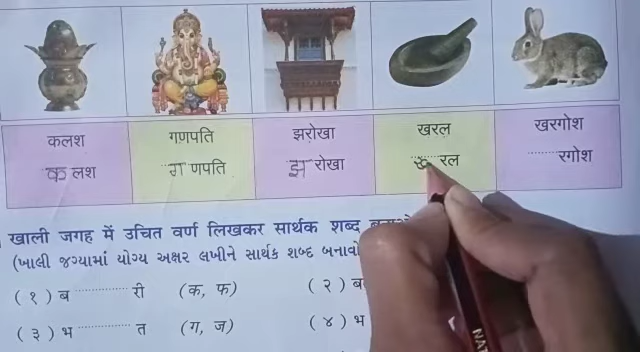 कलश गणपति झरोखा खरल खरगोश
क लश ग णपति झ रोखा ख रल ........ रगोश
खाली जगह में उचित वर्ण लिखकर सार्थक शब्द
(ખાલી જગ્યામાં યોગ્ય અક્ષર લખીને સાર્થક શબ્દ બનાવો
(१) ब ........ री (क, फ) (२) ब
(३) भ ........ त (ग, ज) (४) भ
NAT